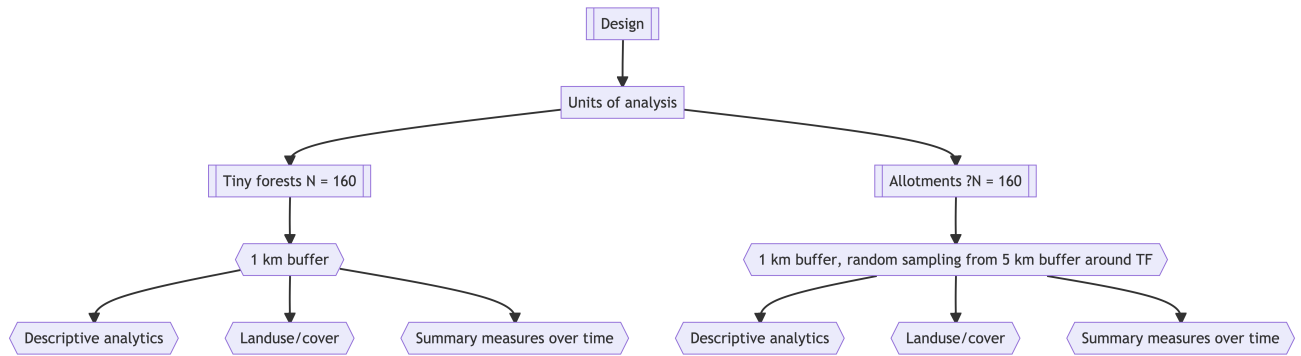 Design
Units of analysis
Tiny forests N = 160
Allotments ?N = 160
1 km buffer
1 km buffer, random sampling from 5 km buffer around TF
Descriptive analytics
Landuse/cover
Summary measures over time
Descriptive analytics
Landuse/cover
Summary measures over time